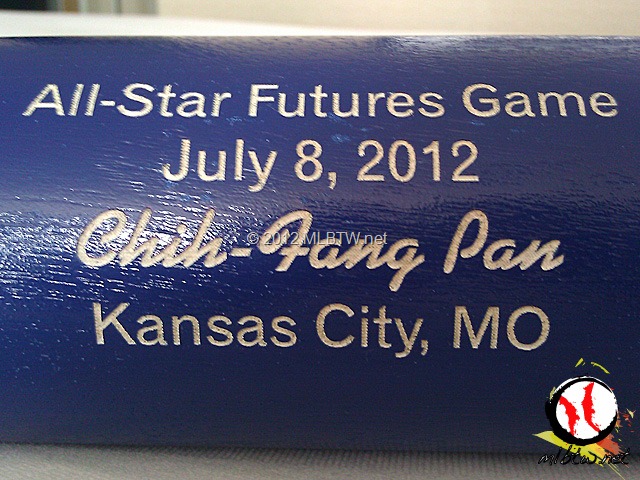 All-Star Futures Game
July 8, 2012
Chih-Fang Pan
© 2012 MLBTW.net
Kansas City, MO
mlbtw.net